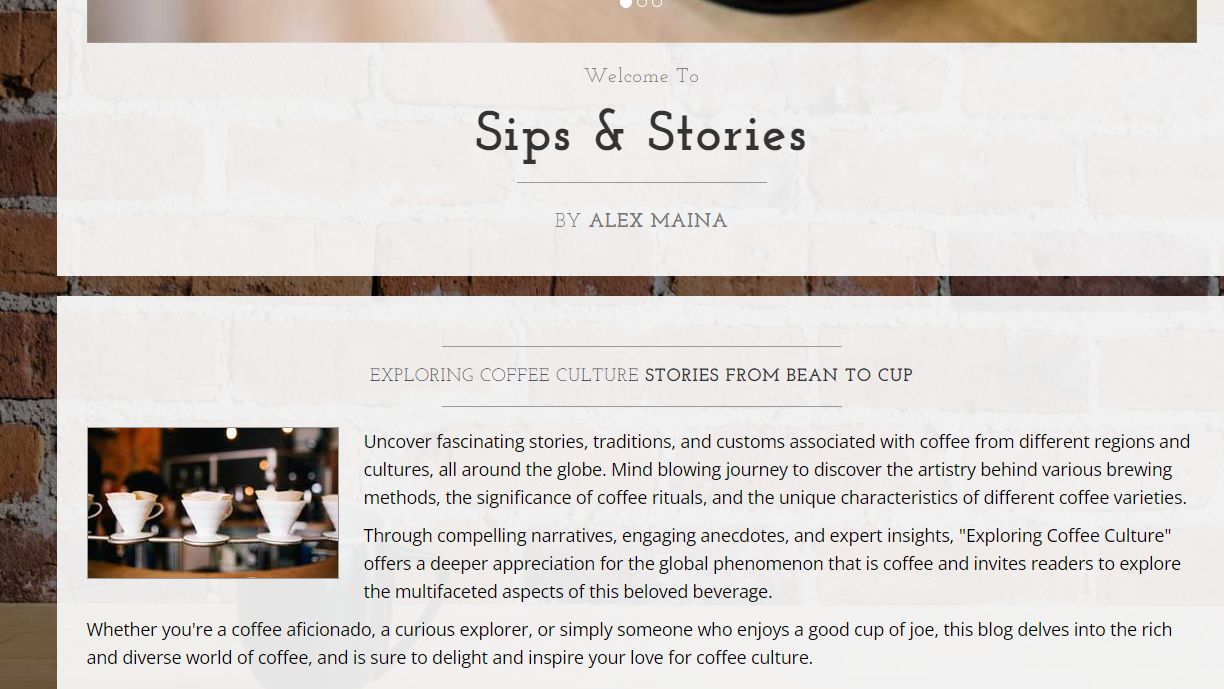 Welcome To
Sips & Stories
BY ALEX MAINA
EXPLORING COFFEE CULTURE STORIES FROM BEAN TO CUP
Uncover fascinating stories, traditions, and customs associated with coffee from different regions and
cultures, all around the globe. Mind blowing journey to discover the artistry behind various brewing
methods, the significance of coffee rituals, and the unique characteristics of different coffee varieties.
Through compelling narratives, engaging anecdotes, and expert insights, "Exploring Coffee Culture"
offers a deeper appreciation for the global phenomenon that is coffee and invites readers to explore
the multifaceted aspects of this beloved beverage.
Whether you're a coffee aficionado, a curious explorer, or simply someone who enjoys a good cup of joe, this blog delves into the rich
and diverse world of coffee, and is sure to delight and inspire your love for coffee culture.